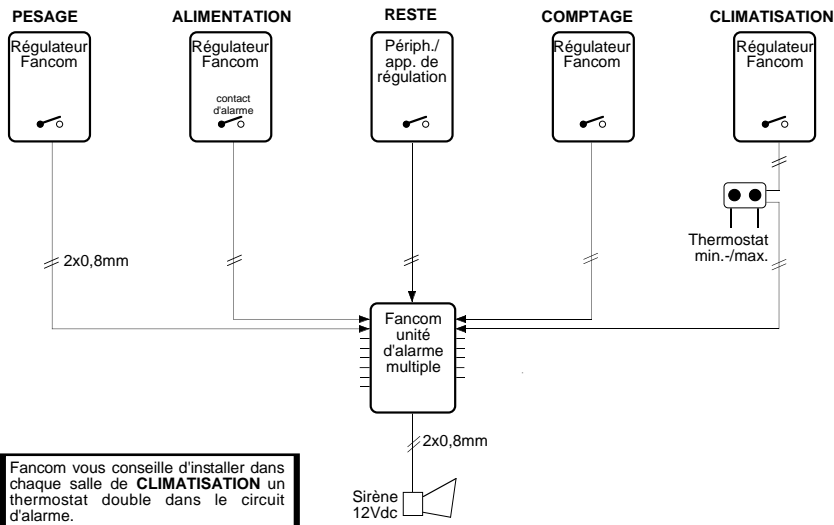 PESAGE
ALIMENTATION
RESTE
COMPTAGE
CLIMATISATION
Régulateur
Fancom
Régulateur
Fancom
contact
d'alarme
Périph./
app. de
régulation
Régulateur
Fancom
Régulateur
Fancom
Thermostat
min.-/max.
2x0,8mm
Fancom
unité
d'alarme
multiple
2x0,8mm
Sirène
12Vdc
Fancom vous conseille d'installer dans
chaque salle de CLIMATISATION un
thermostat double dans le circuit
d'alarme.